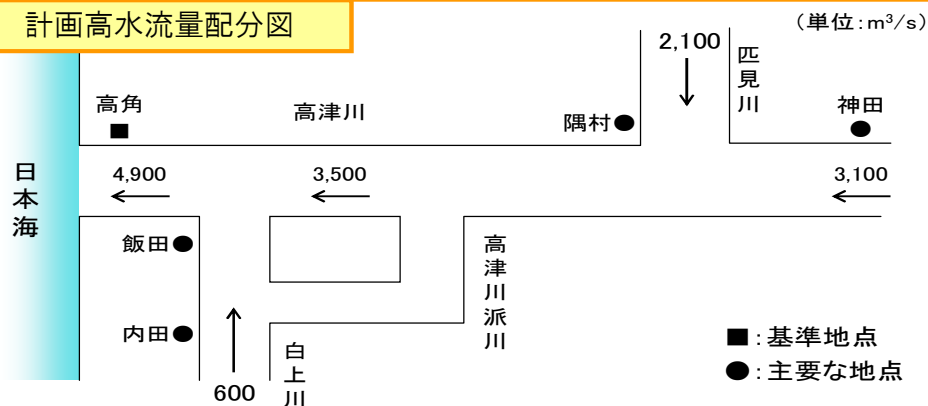 計画高水流量配分図
(単位:m³/s)
2,100
匹見川
高角
高津川
隅村
神田
日本海
4,900
3,500
3,100
飯田
高津川派川
内田
■:基準地点
白上川
●:主要な地点
600